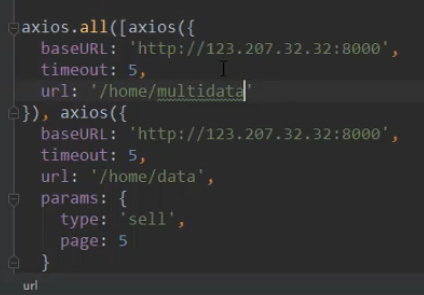 axios.all([axios({
  baseURL: 'http://123.207.32.32:8000',
  timeout: 5,
  url: '/home/multidata'
}), axios({
  baseURL: 'http://123.207.32.32:8000',
  timeout: 5,
  url: '/home/data',
  params: {
    type: 'sell',
    page: 5
  }
url